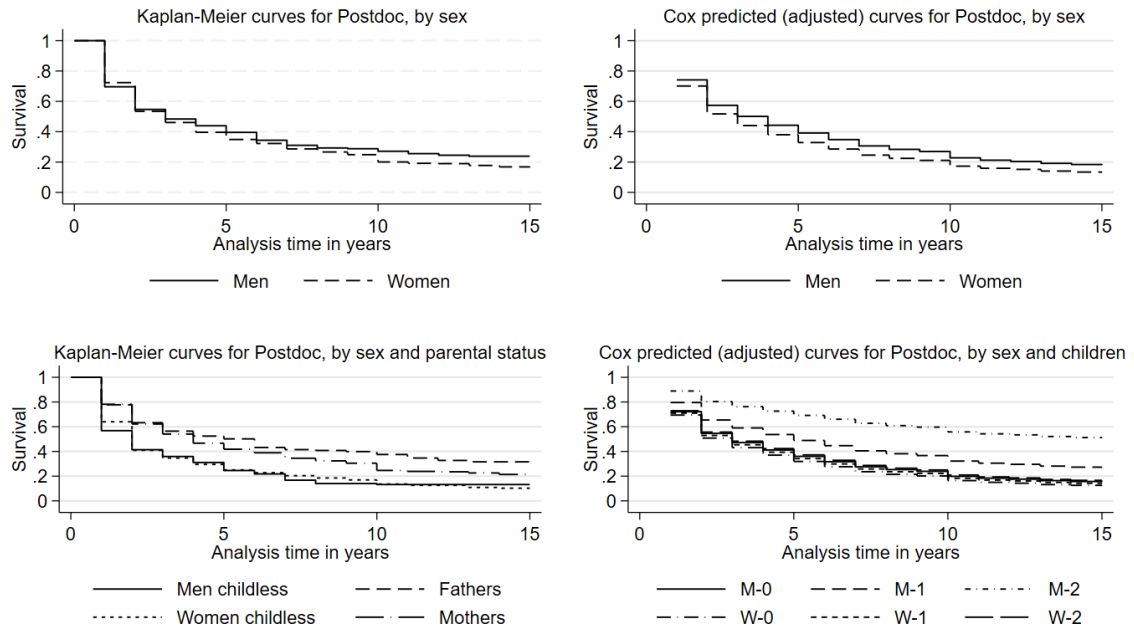 Kaplan-Meier curves for Postdoc, by sex
Survival
1
.8
.6
.4
.2
0
0 5 10 15
Analysis time in years
Men Women
Cox predicted (adjusted) curves for Postdoc, by sex
Survival
1
.8
.6
.4
.2
0
0 5 10 15
Analysis time in years
Men Women
Kaplan-Meier curves for Postdoc, by sex and parental status
Survival
1
.8
.6
.4
.2
0
0 5 10 15
Analysis time in years
Men childless Fathers
Women childless Mothers
Cox predicted (adjusted) curves for Postdoc, by sex and children
Survival
1
.8
.6
.4
.2
0
0 5 10 15
Analysis time in years
M-0 M-1 M-2
W-0 W-1 W-2